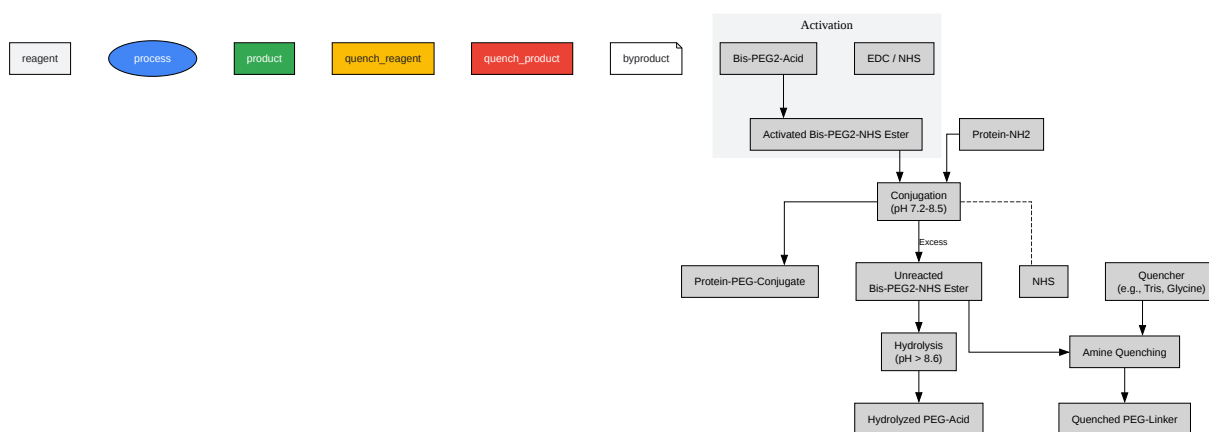 Activation
reagent
process
product
quench_reagent
quench_product
byproduct
Bis-PEG2-Acid
EDC / NHS
Activated Bis-PEG2-NHS Ester
Protein-NH2
Conjugation
(pH 7.2-8.5)
Excess
Protein-PEG-Conjugate
Unreacted
Bis-PEG2-NHS Ester
NHS
Quencher
(e.g., Tris, Glycine)
Hydrolysis
(pH > 8.6)
Amine Quenching
Hydrolyzed PEG-Acid
Quenched PEG-Linker